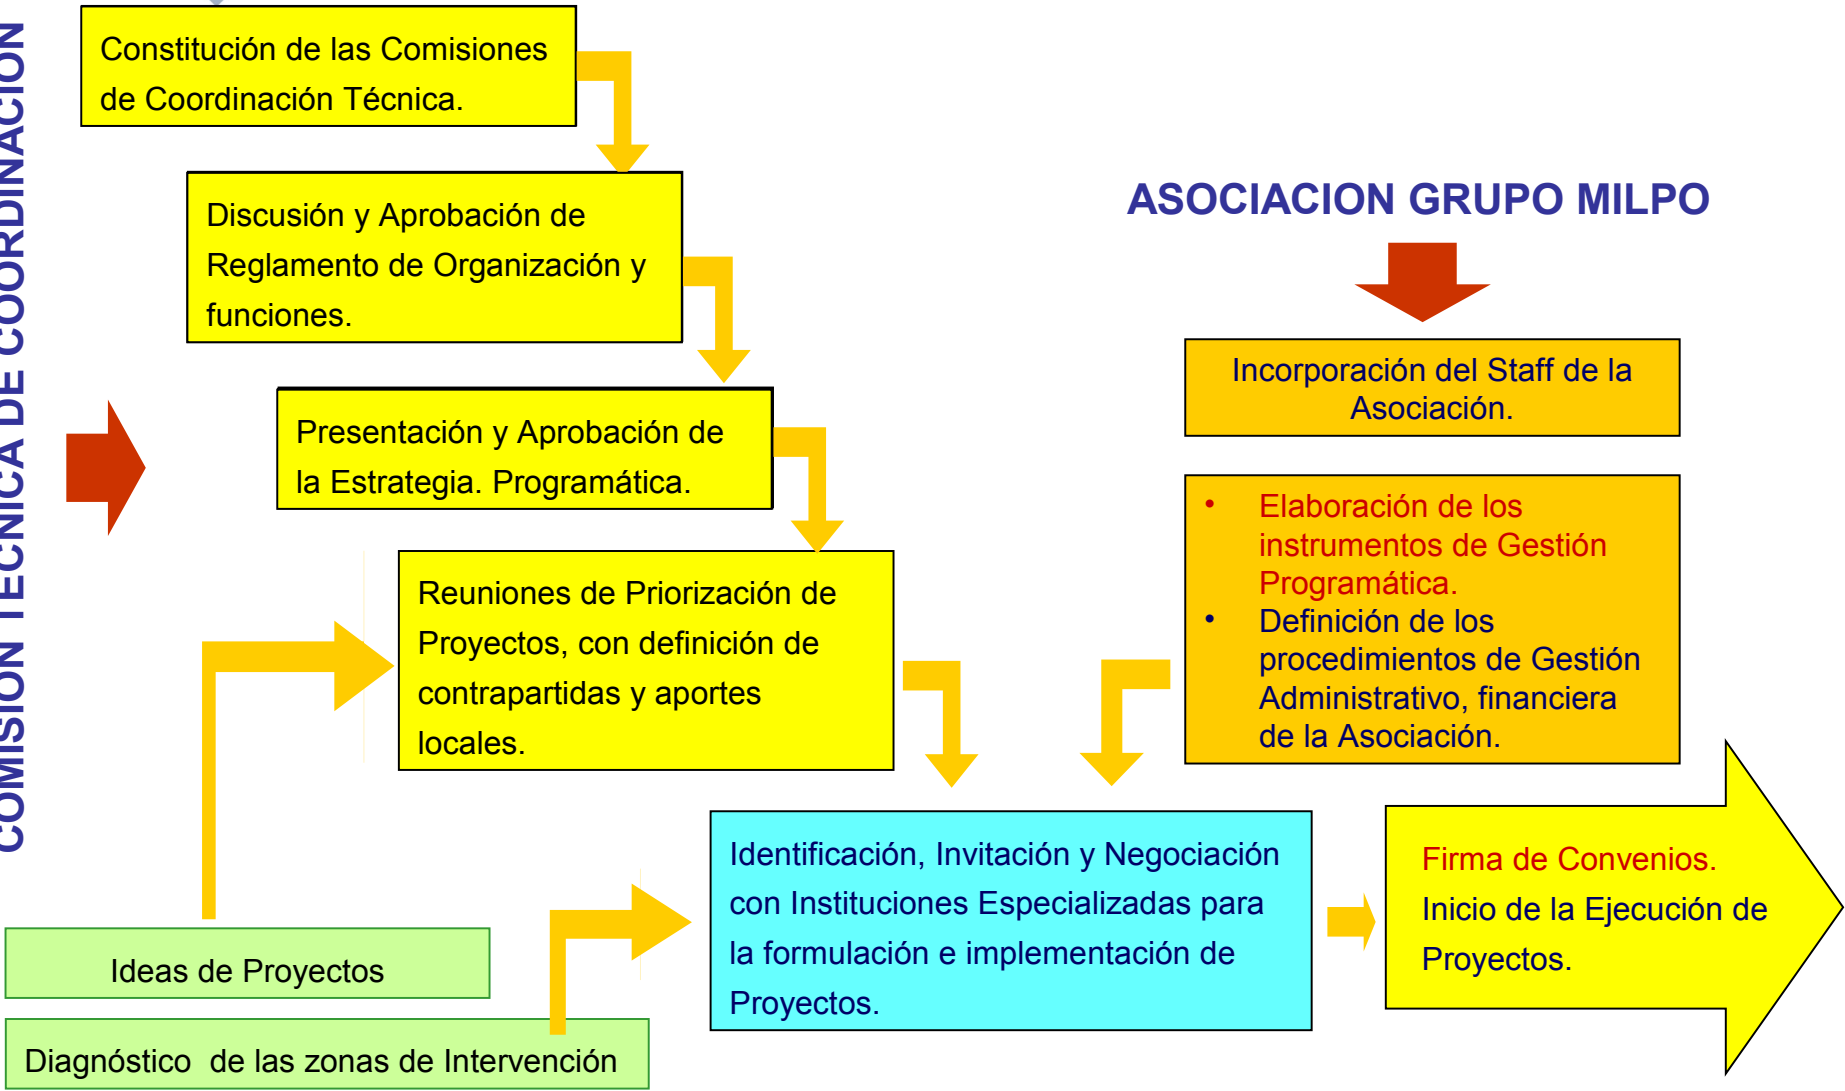 COMISION TECNICA DE COORDINACION
Constitución de las Comisiones
de Coordinación Técnica.
Discusión y Aprobación de
Reglamento de Organización y
funciones.
Presentación y Aprobación de
la Estrategia. Programática.
Reuniones de Priorización de
Proyectos, con definición de
contrapartidas y aportes
locales.
Ideas de Proyectos
Diagnóstico de las zonas de Intervención
ASOCIACION GRUPO MILPO
Incorporación del Staff de la
Asociación.
• Elaboración de los
instrumentos de Gestión
Programática.
• Definición de los
procedimientos de Gestión
Administrativo, financiera
de la Asociación.
Identificación, Invitación y Negociación
con Instituciones Especializadas para
la formulación e implementación de
Proyectos.
Firma de Convenios.
Inicio de la Ejecución de
Proyectos.